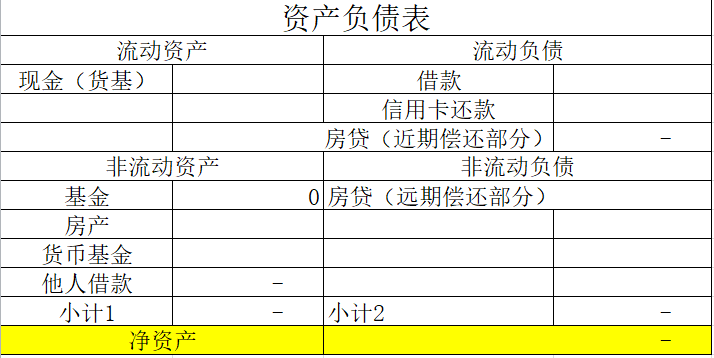 资产负债表
流动资产 流动负债
现金（货基） 借款
信用卡还款
房贷（近期偿还部分） -
非流动资产 非流动负债
基金 0 房贷（远期偿还部分）
房产
货币基金
他人借款 -
小计1 - 小计2 -
净资产 -